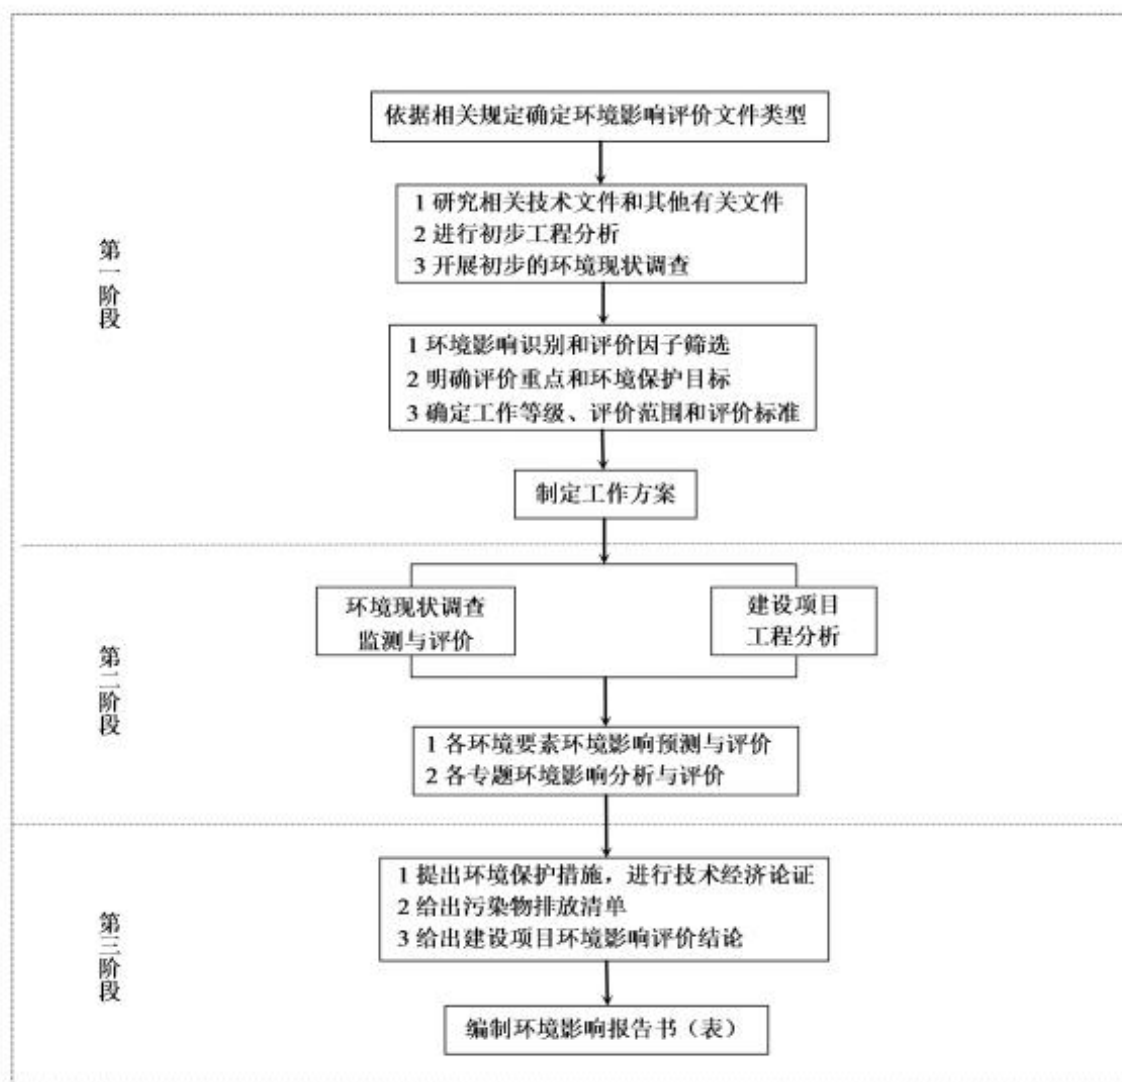 依据相关规定确定环境影响评价文件类型
1 研究相关技术文件和其他有关文件
2 进行初步工程分析
3 开展初步的环境现状调查
第一阶段
1 环境影响识别和评价因子筛选
2 明确评价重点和环境保护目标
3 确定工作等级、评价范围和评价标准
制定工作方案
环境现状调查
监测与评价
建设项目
工程分析
第二阶段
1 各环境要素环境影响预测与评价
2 各专题环境影响分析与评价
1 提出环境保护措施，进行技术经济论证
2 给出污染物排放清单
3 给出建设项目环境影响评价结论
第三阶段
编制环境影响报告书（表）